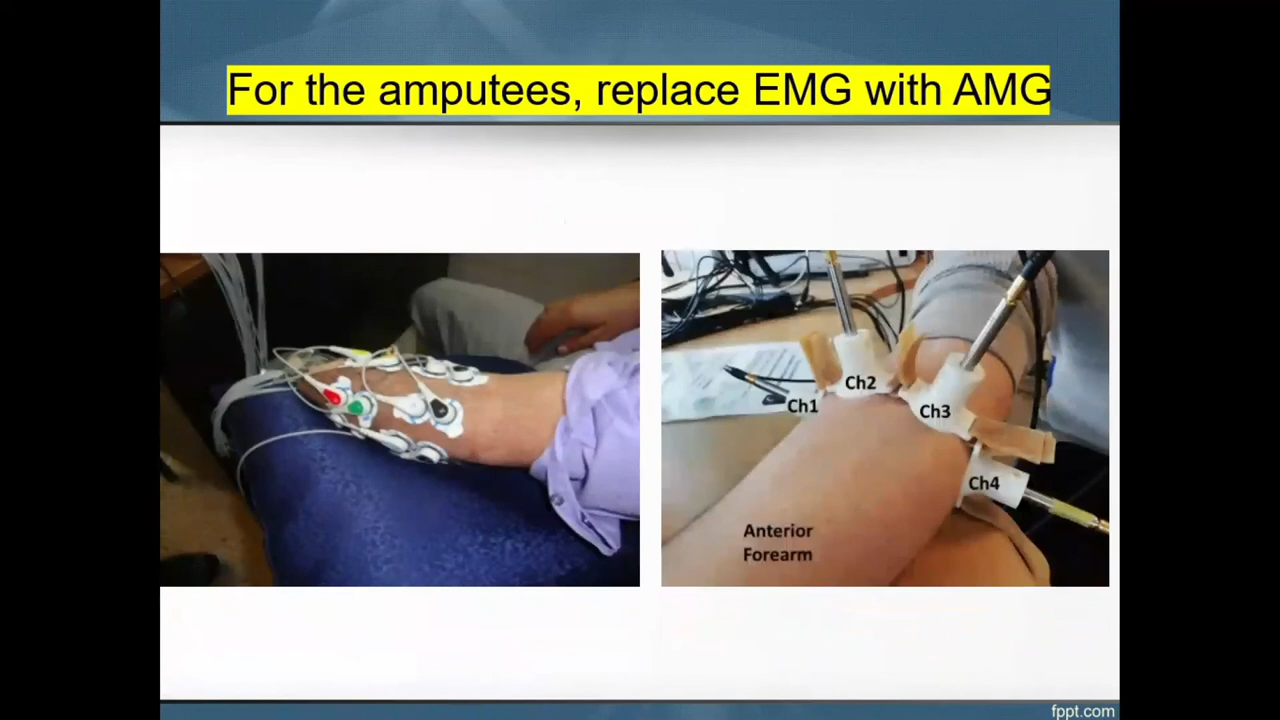 For the amputees, replace EMG with AMG
Ch1
Ch2
Ch3
Ch4
Anterior
Forearm
fppt.com